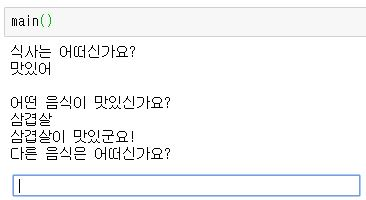 main()
식사는 어떠신가요?
맛있어
어떤 음식이 맛있신가요?
삼겹살
삼겹살이 맛있군요!
다른 음식은 어떠신가요?